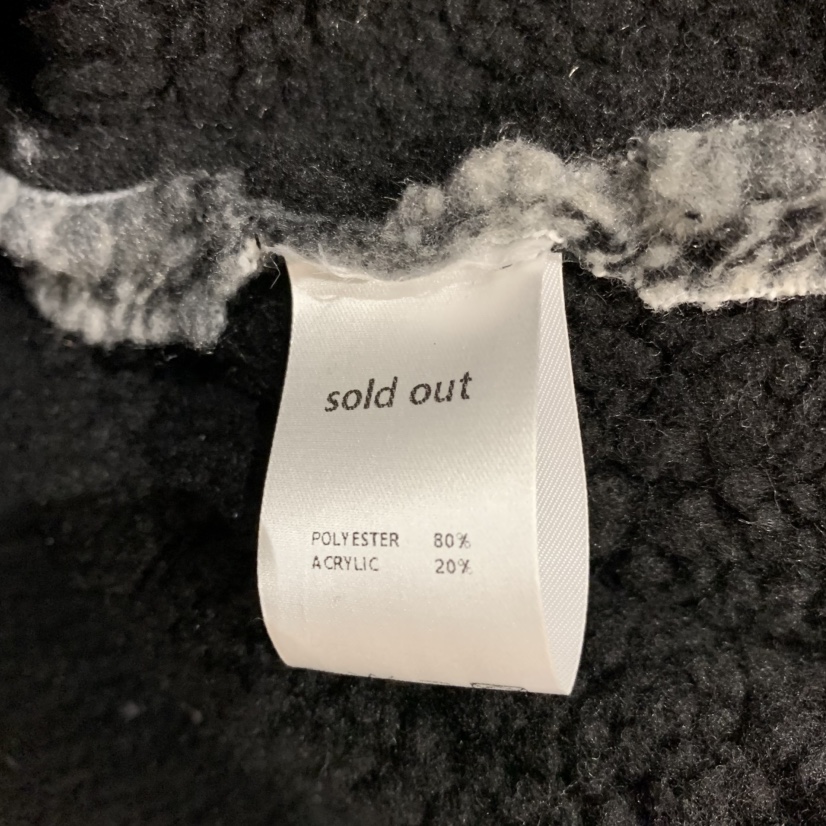 sold out
POLYESTER 80%
ACRYLIC 20%